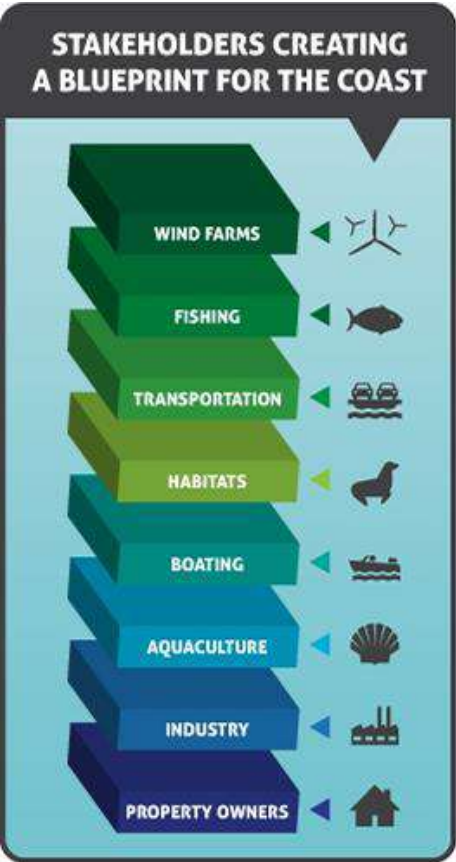 STAKEHOLDERS CREATING
A BLUEPRINT FOR THE COAST
WIND FARMS
FISHING
TRANSPORTATION
HABITATS
BOATING
AQUACULTURE
INDUSTRY
PROPERTY OWNERS